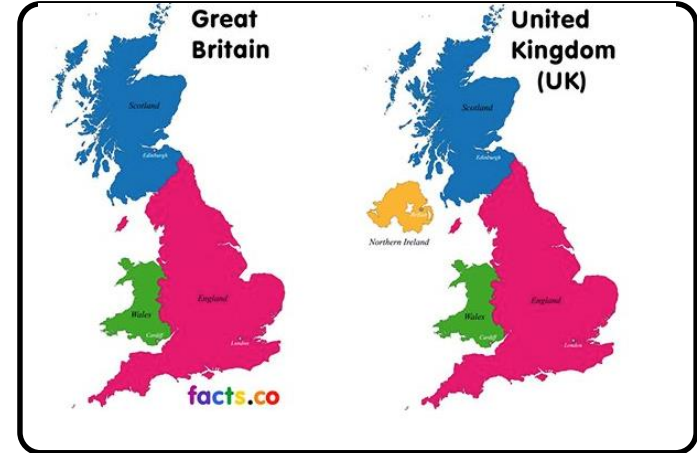 Great
Britain
Scotland
Edinburgh
England
Wales
Cardiff
London
facts.co
United
Kingdom
(UK)
Scotland
Edinburgh
Belfast
Northern Ireland
England
Wales
Cardiff
London